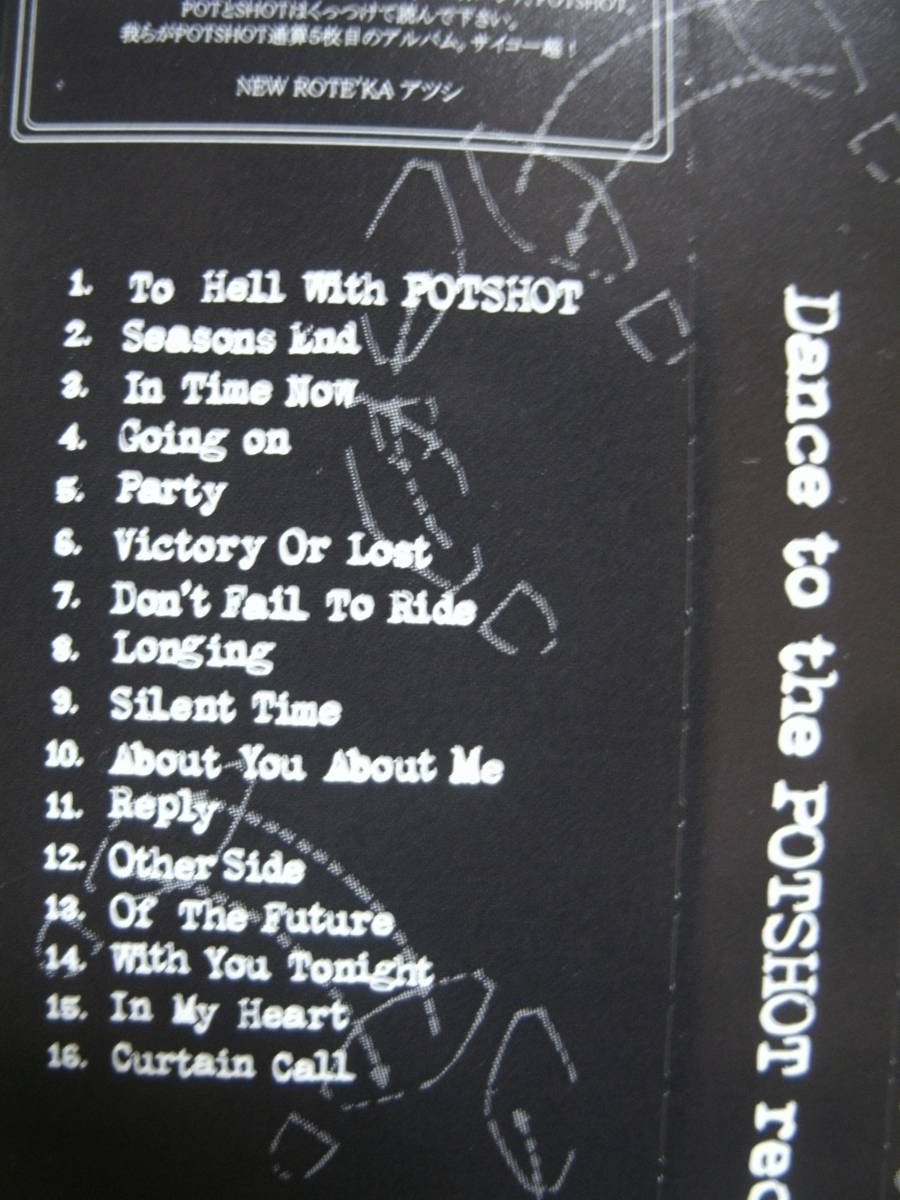 POTSHOT。
POTとSHOTはくっつけて読んで下さい。
我らがPOTSHOT通算5枚目のアルバム。サイコー超！
NEW ROTE'KA アツシ
1. To Hell With POTSHOT
2. Seasons End
3. In Time Now
4. Going on
5. Party
6. Victory Or Lost
7. Don't Fail To Ride
8. Longing
9. Silent Time
10. About You About Me
11. Reply
12. Other Side
13. Of The Future
14. With You Tonight
15. In My Heart
16. Curtain Call
Dance to the POTSHOT rec